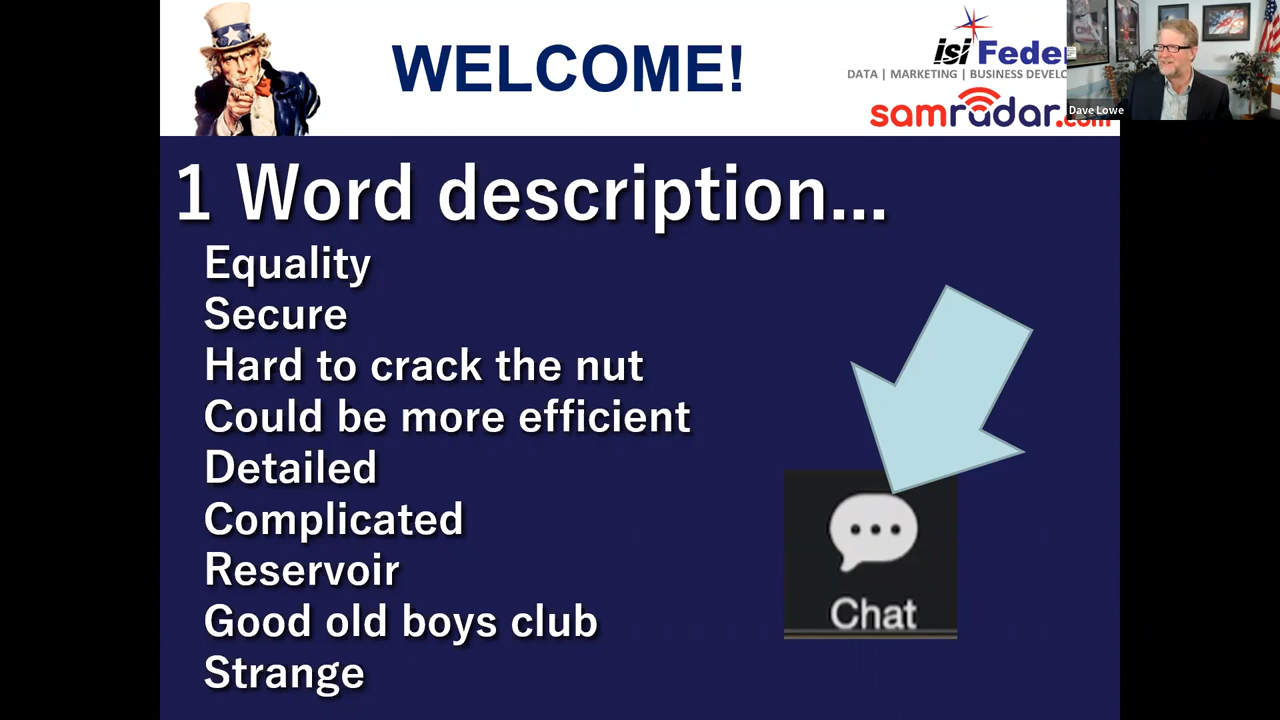 WELCOME!
isi Feder
DATA | MARKETING | BUSINESS DEVELO
samradar.com
Dave Lowe
1 Word description...
Equality
Secure
Hard to crack the nut
Could be more efficient
Detailed
Complicated
Reservoir
Good old boys club
Strange
Chat